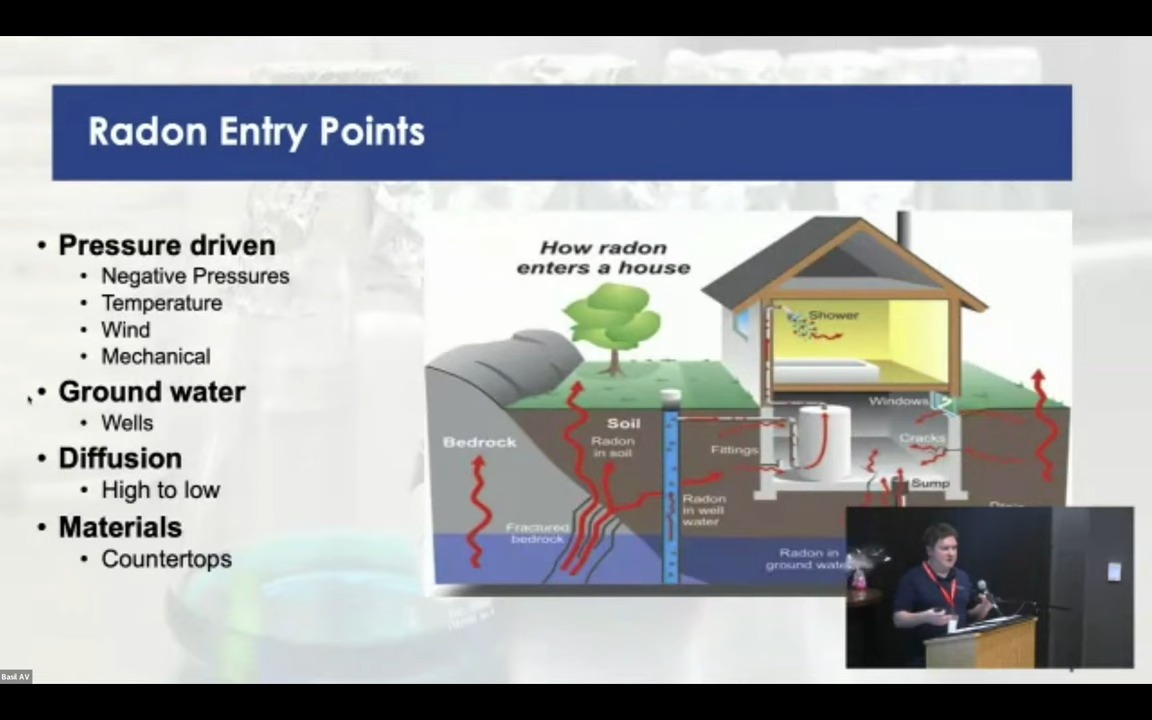 Radon Entry Points
• Pressure driven
• Negative Pressures
• Temperature
• Wind
• Mechanical
• Ground water
• Wells
• Diffusion
• High to low
• Materials
• Countertops
How radon
enters a house
Shower
Windows
Soil
Bedrock
Radon
in soil
Cracks
Fittings
Sump
Radon
in well
water
Fractured
bedrock
Radon in
ground
Basil AV